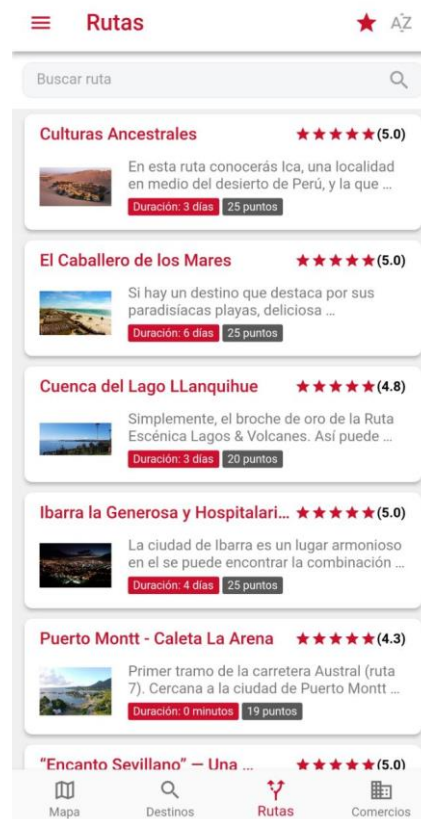 Rutas
AZ
Buscar ruta
Culturas Ancestrales
(5.0)
En esta ruta conocerás Ica, una localidad
en medio del desierto de Perú, y la que ...
Duración: 3 días 25 puntos
El Caballero de los Mares
(5.0)
Si hay un destino que destaca por sus
paradisíacas playas, deliciosa ...
Duración: 6 días 25 puntos
Cuenca del Lago LLanquihue
(4.8)
Simplemente, el broche de oro de la Ruta
Escénica Lagos & Volcanes. Así puede ...
Duración: 3 días 20 puntos
Ibarra la Generosa y Hospitalari...
(5.0)
La ciudad de Ibarra es un lugar armonioso
en el se puede encontrar la combinación ...
Duración: 4 días 25 puntos
Puerto Montt - Caleta La Arena
(4.3)
Primer tramo de la carretera Austral (ruta
7). Cercana a la ciudad de Puerto Montt ...
Duración: 0 minutos 19 puntos
“Encanto Sevillano” — Una ...
(5.0)
Mapa Destinos Rutas Comercios